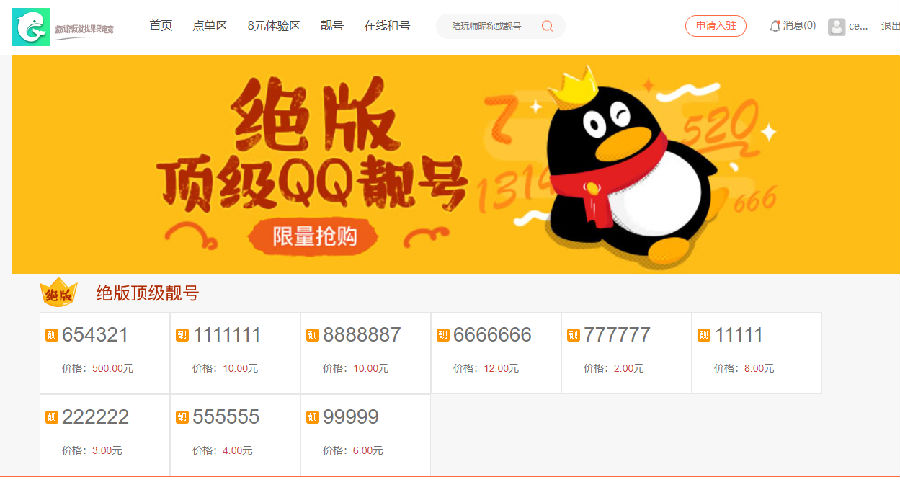 首页 点单区 8元体验区 靓号 在线租号 申请入驻 消息(0) ce... 退出
绝版
顶级QQ靓号
限量抢购
1314
520
666
绝版 绝版顶级靓号
靓 654321 靓 1111111 靓 8888887 靓 6666666 靓 777777 靓 11111
价格：500.00元 价格：10.00元 价格：10.00元 价格：12.00元 价格：2.00元 价格：8.00元
靓 222222 靓 555555 靓 99999
价格：3.00元 价格：4.00元 价格：6.00元